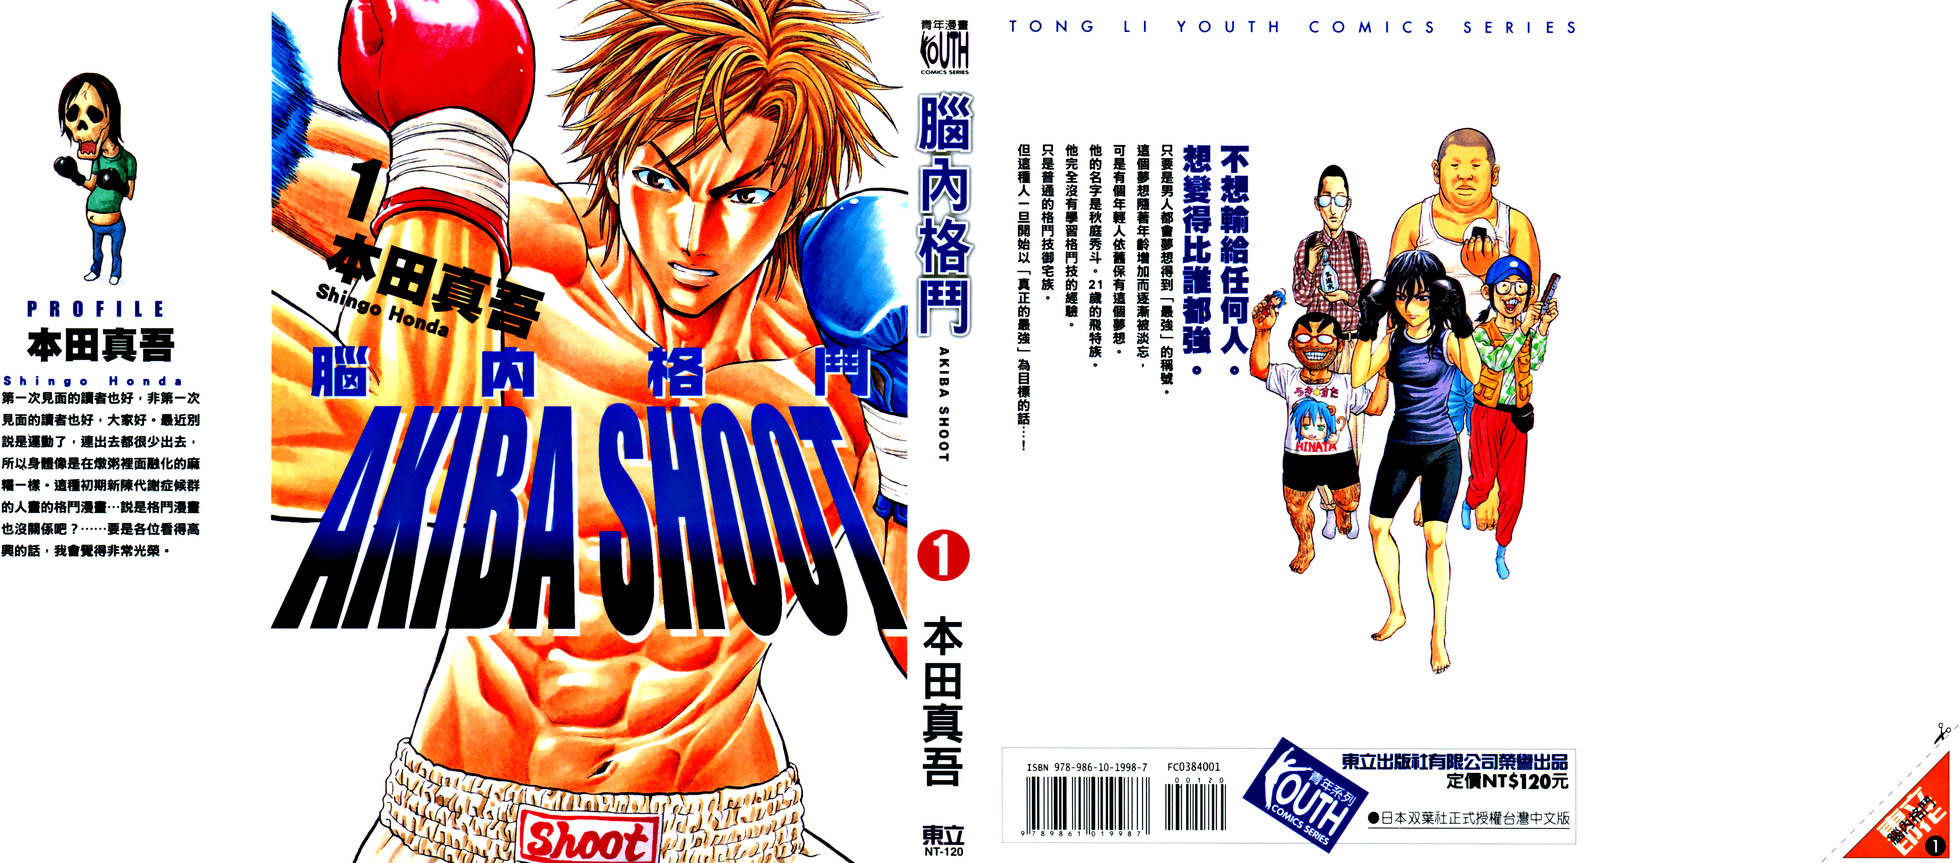 PROFILE
本田真吾
Shingo Honda
第一次見面的讀者也好，非第一次
見面的讀者也好，大家好。最近別
說是運動了，連出去都很少出去，
所以身體像是在燉粥裡面融化的麻
糬一樣。這種初期新陳代謝症候群
的人畫的格鬥漫畫…說是格鬥漫畫
也沒關係吧？……要是各位看得高
興的話，我會覺得非常光榮。
1
本田真吾
Shingo Honda
腦內格鬥
AKIBA SHOOT
Shoot
青年漫畫
YOUTH
COMICS SERIES
腦內格鬥
AKIBA SHOOT
1
本田真吾
東立
NT-120
TONG LI YOUTH COMICS SERIES
不想輸給任何人。
想變得比誰都強。
只要是男人都會夢想得到「最強」的稱號。
這個夢想隨著年齡增加而逐漸被淡忘，
可是有個年輕人依舊保有這個夢想。
他的名字是秋庭秀斗。21歲的飛特族。
他完全沒有學習格鬥技的經驗。
只是普通的格鬥技御宅族。
但這種人一旦開始以「真正的最強」為目標的話…！
HINATA
ISBN 978-986-10-1998-7
FC0384001
00120
9789861019987
青年系列
YOUTH
COMICS SERIES
東立出版社有限公司榮譽出品
定價NT$120元
●日本双葉社正式授權台灣中文版
東立
腦內格鬥
1